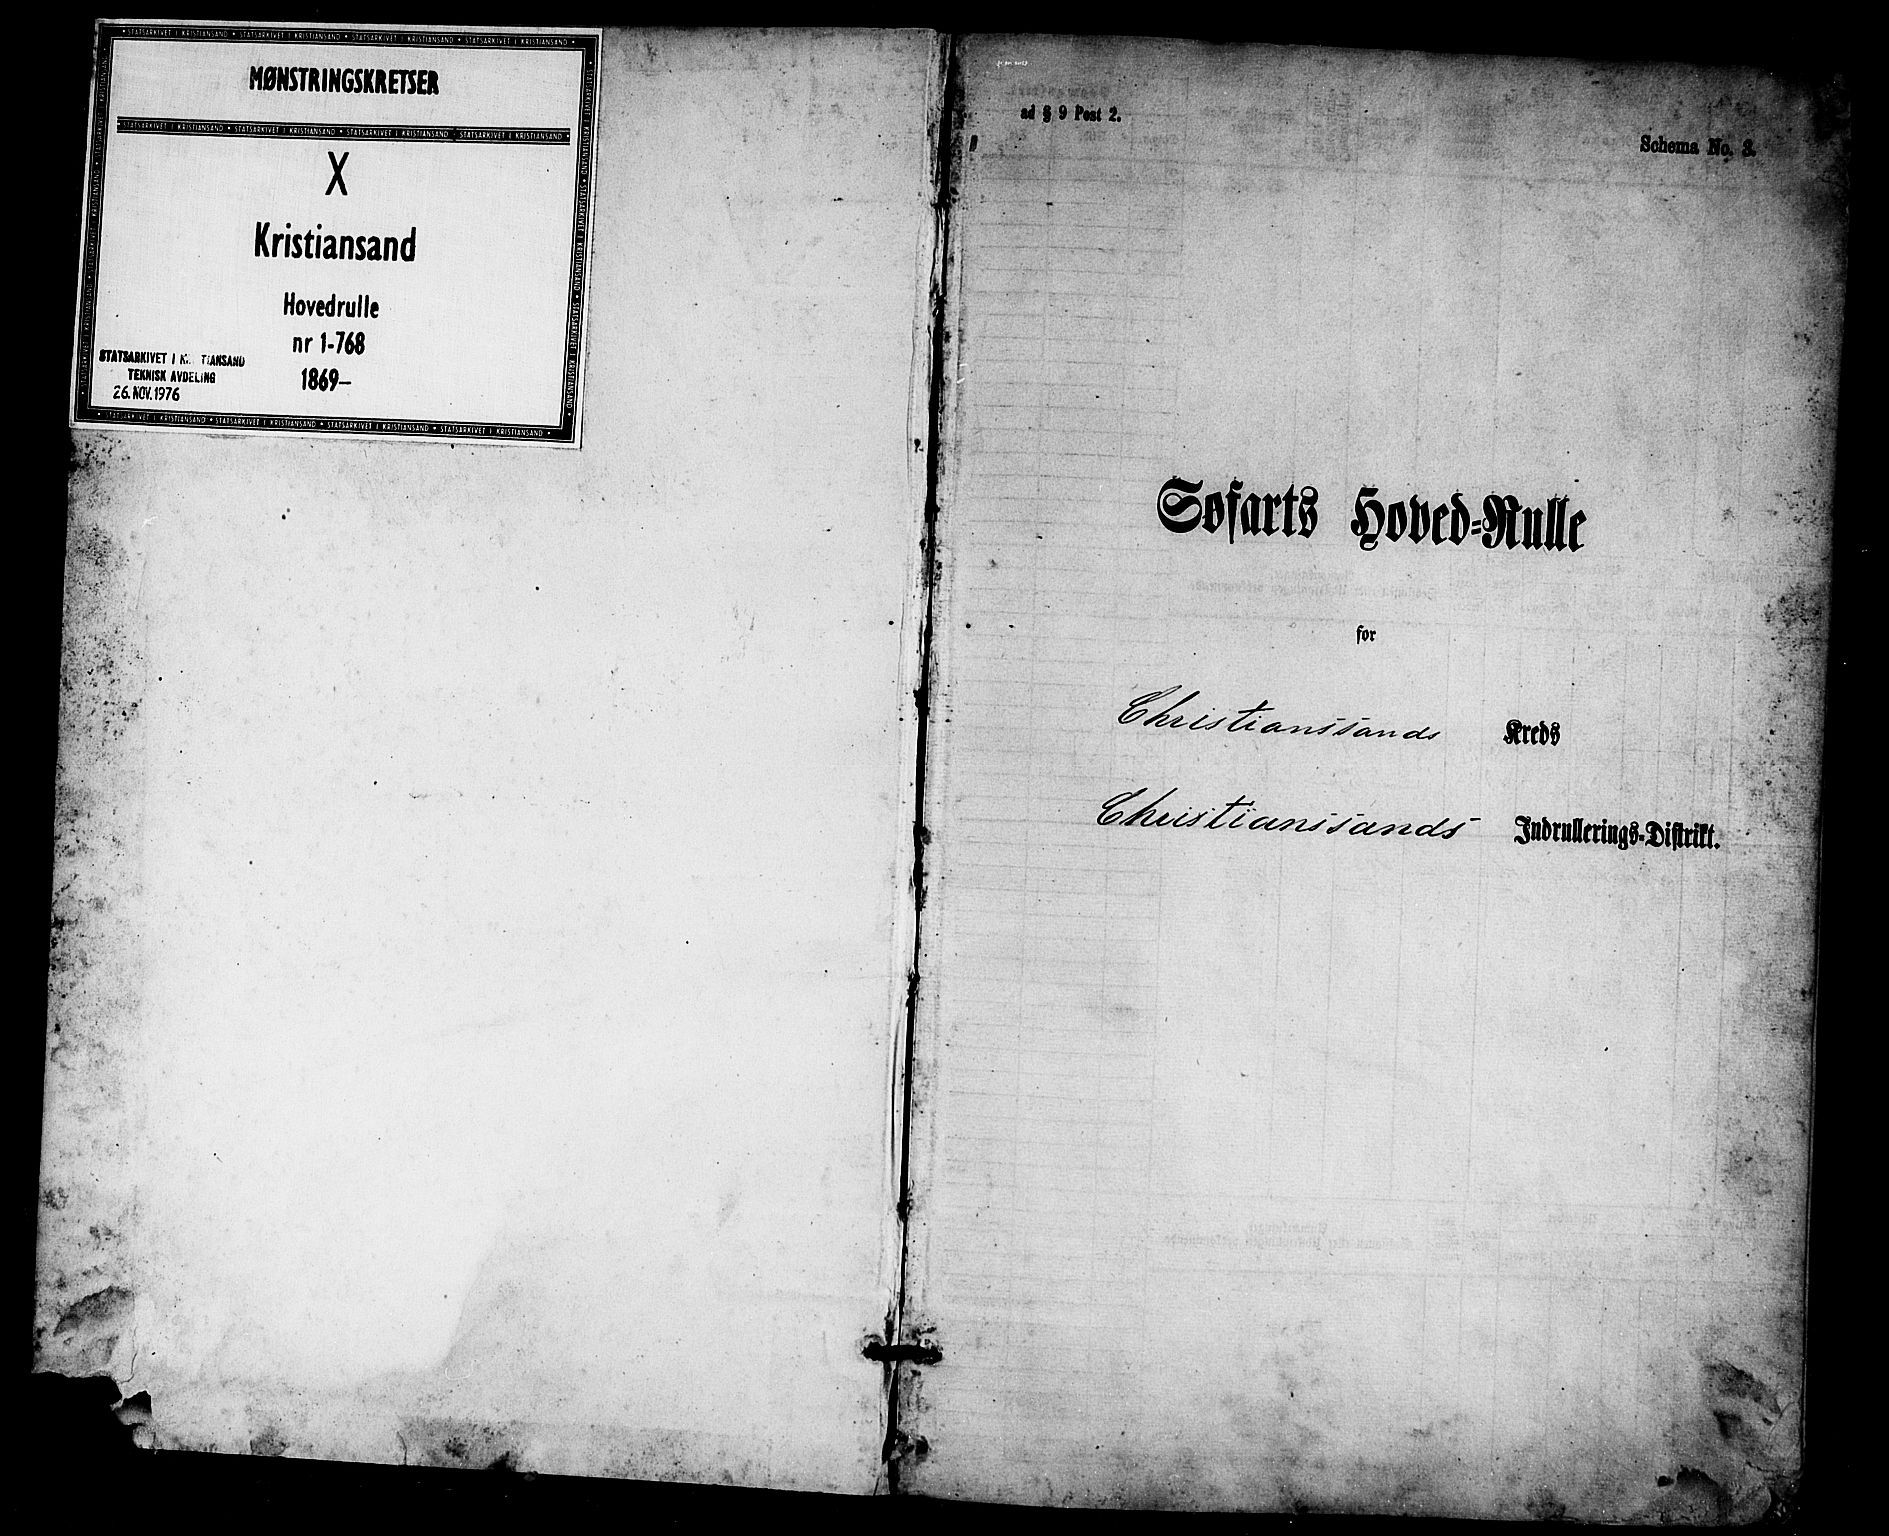 MØNSTRINGSKRETSER
X
Kristiansand
Hovedrulle
nr 1-768
1869—
STATSARKIVET I KRISTIANSAND
TEKNISK AVDELING
26. NOV. 1976
ad § 9 Post 2.
Schema No. 3.
Søfarts Hoved-Rulle
for
Christianssands Kreds
Christianssands Indrullerings-Distrikt.